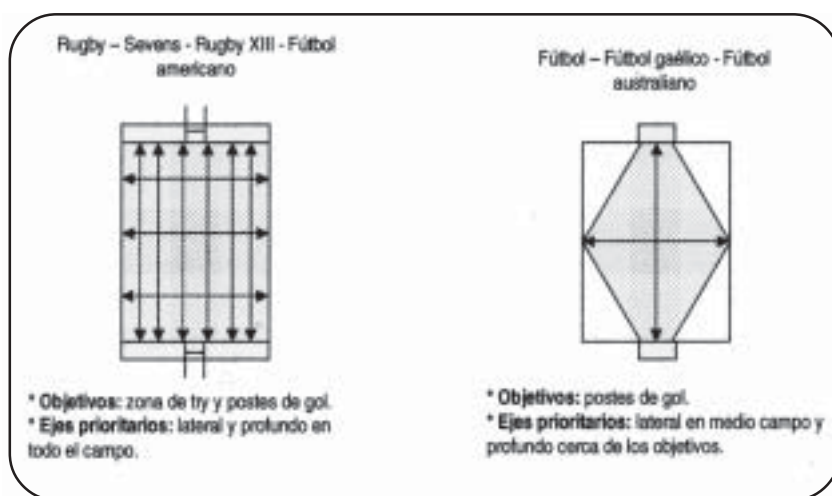 Rugby – Sevens - Rugby XIII - Fútbol
americano
* Objetivos: zona de try y postes de gol.
* Ejes prioritarios: lateral y profundo en
todo el campo.
Fútbol – Fútbol gaélico - Fútbol
australiano
* Objetivos: postes de gol.
* Ejes prioritarios: lateral en medio campo y
profundo cerca de los objetivos.